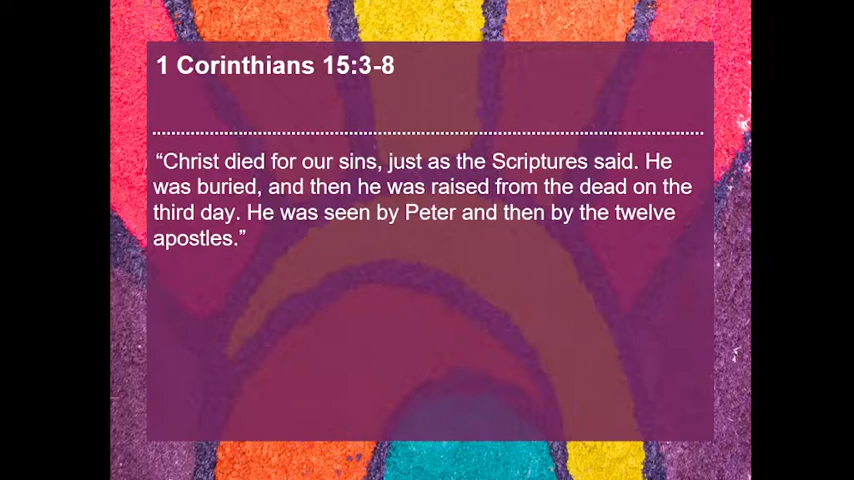 1 Corinthians 15:3-8
“Christ died for our sins, just as the Scriptures said. He
was buried, and then he was raised from the dead on the
third day. He was seen by Peter and then by the twelve
apostles.”